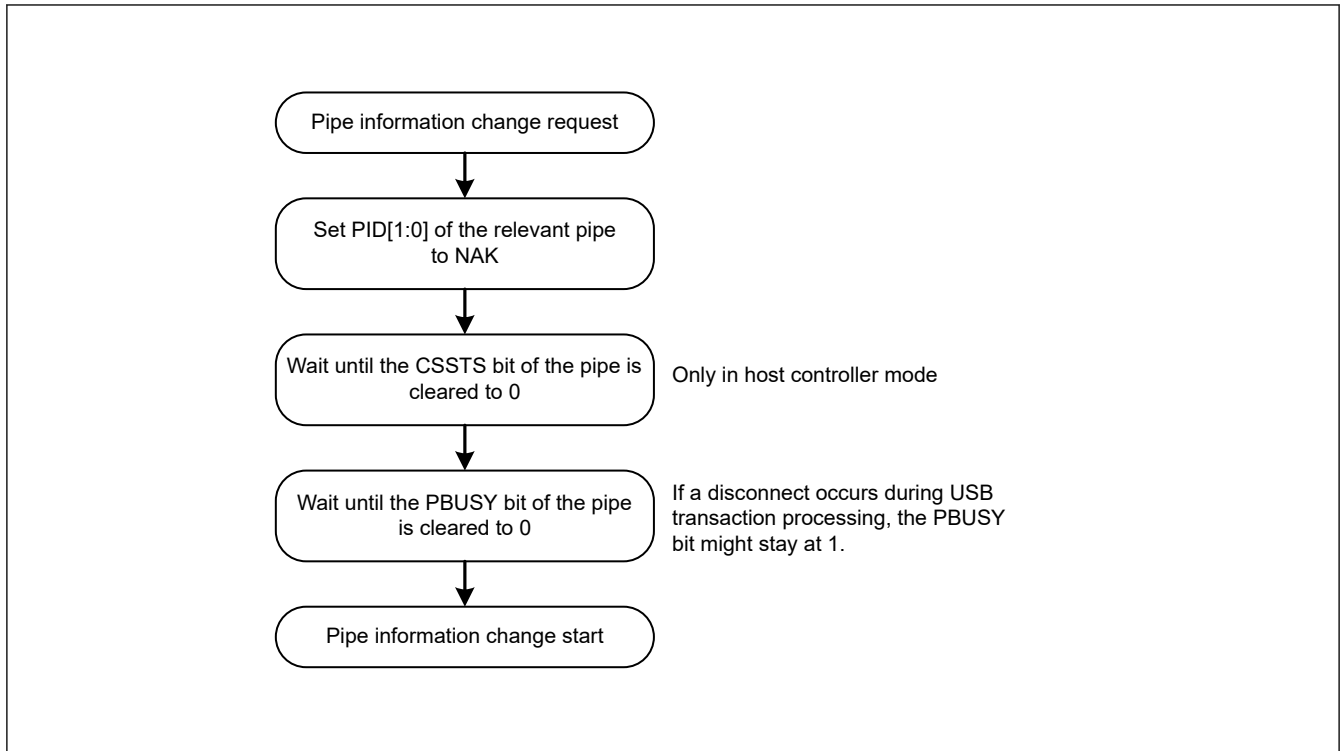 Pipe information change request
Set PID[1:0] of the relevant pipe
to NAK
Wait until the CSSTS bit of the pipe is
cleared to 0
Only in host controller mode
Wait until the PBUSY bit of the pipe
is cleared to 0
If a disconnect occurs during USB
transaction processing, the PBUSY
bit might stay at 1.
Pipe information change start